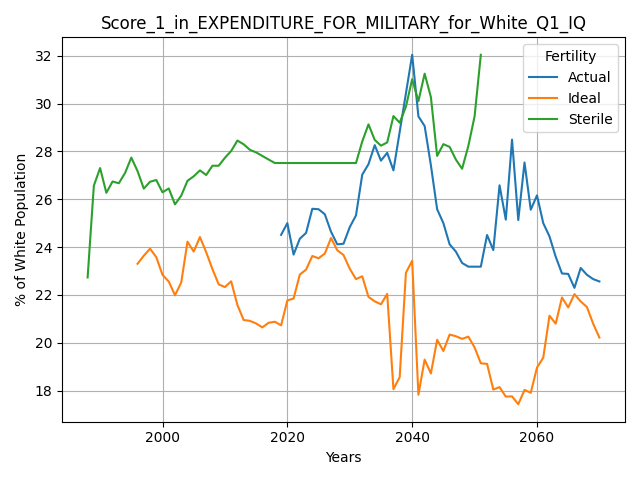 Score_1_in_EXPENDITURE_FOR_MILITARY_for_White_Q1_IQ
Fertility
Actual
Ideal
Sterile
% of White Population
32
30
28
26
24
22
20
18
2000
2020
2040
2060
Years